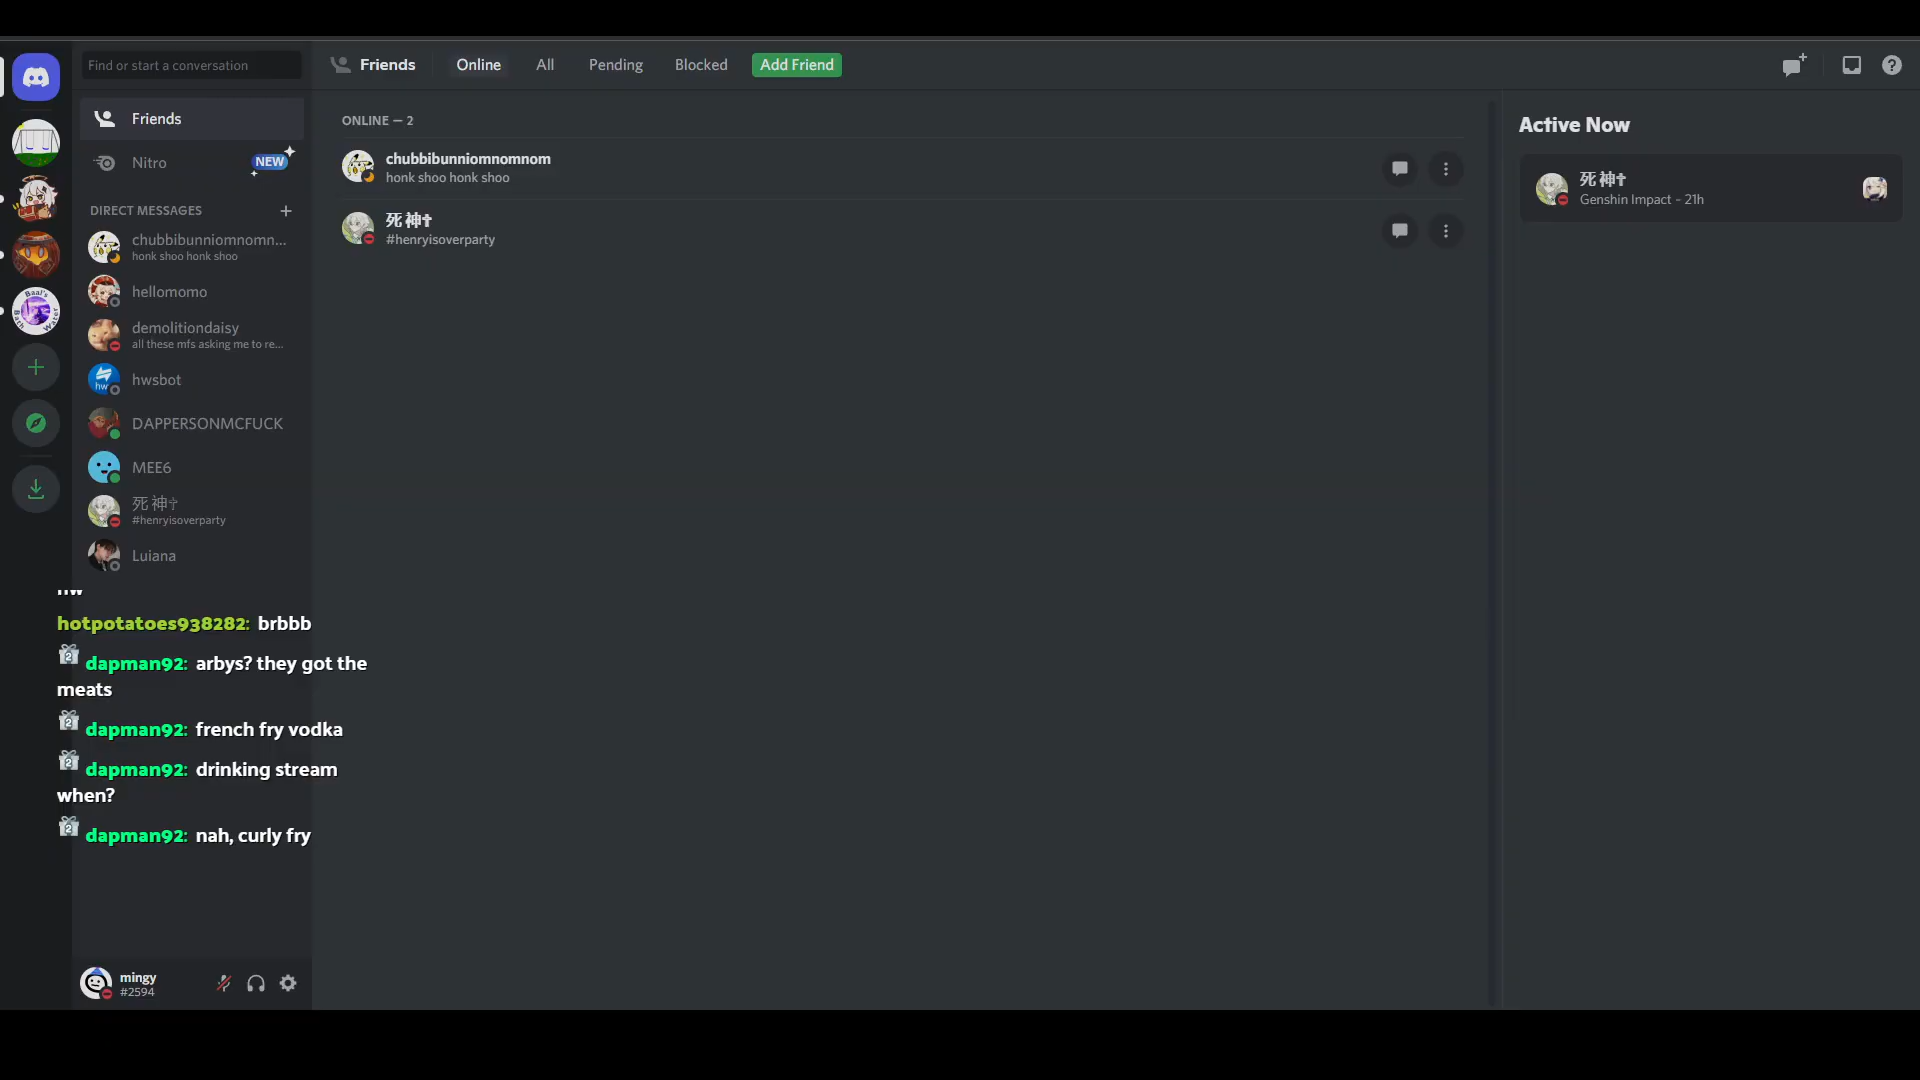 Find or start a conversation
Friends
Online
All
Pending
Blocked
Add Friend
Friends
Nitro
NEW
DIRECT MESSAGES
chubbibunniomnomn...
honk shoo honk shoo
hellomomo
demolitiondaisy
all these mfs asking me to re...
hwsbot
DAPPERSONMCFUCK
MEE6
死神✞
#henryisoverparty
Luiana
hotpotatoes938282: brbbb
dapman92: arbys? they got the
meats
dapman92: french fry vodka
dapman92: drinking stream
when?
dapman92: nah, curly fry
mingy
#2594
ONLINE — 2
chubbibunniomnomnom
honk shoo honk shoo
死神✞
#henryisoverparty
Active Now
死神✞
Genshin Impact - 21h
Baal's
Bath Water
hw